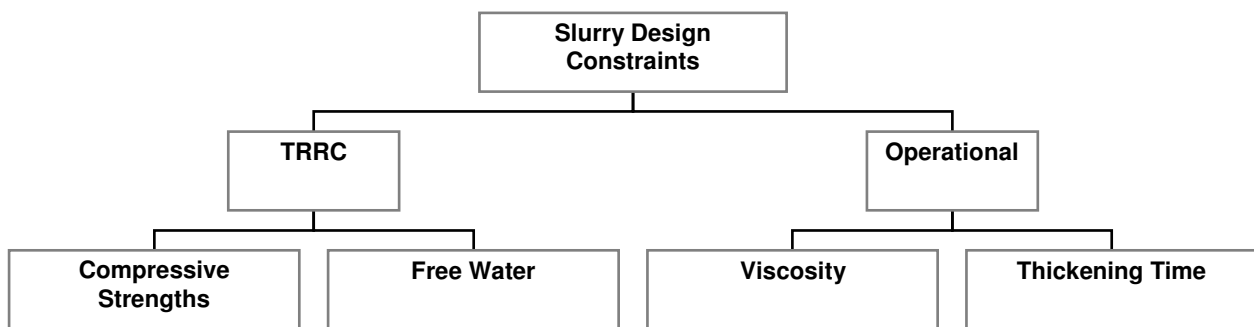 Slurry Design
Constraints
TRRC
Operational
Compressive
Strengths
Free Water
Viscosity
Thickening Time